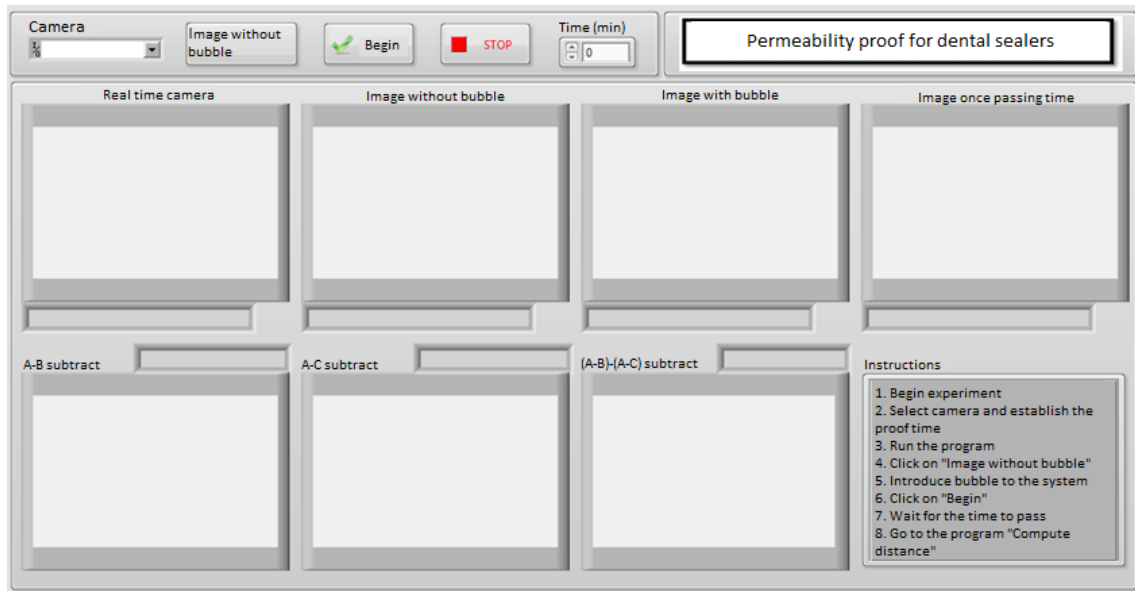 Camera
Image without
bubble
Begin
STOP
Time (min)
0
Permeability proof for dental sealers
Real time camera
Image without bubble
Image with bubble
Image once passing time
A-B subtract
A-C subtract
(A-B)-(A-C) subtract
Instructions
1. Begin experiment
2. Select camera and establish the
proof time
3. Run the program
4. Click on "Image without bubble"
5. Introduce bubble to the system
6. Click on "Begin"
7. Wait for the time to pass
8. Go to the program "Compute
distance"